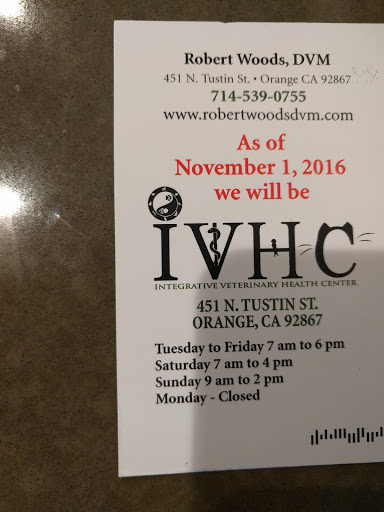 Robert Woods, DVM
451 N. Tustin St. • Orange CA 92867
714-539-0755
www.robertwoodsdvm.com
As of
November 1, 2016
we will be
iVHC
INTEGRATIVE VETERINARY HEALTH CENTER
451 N. TUSTIN ST.
ORANGE, CA 92867
Tuesday to Friday 7 am to 6 pm
Saturday 7 am to 4 pm
Sunday 9 am to 2 pm
Monday - Closed